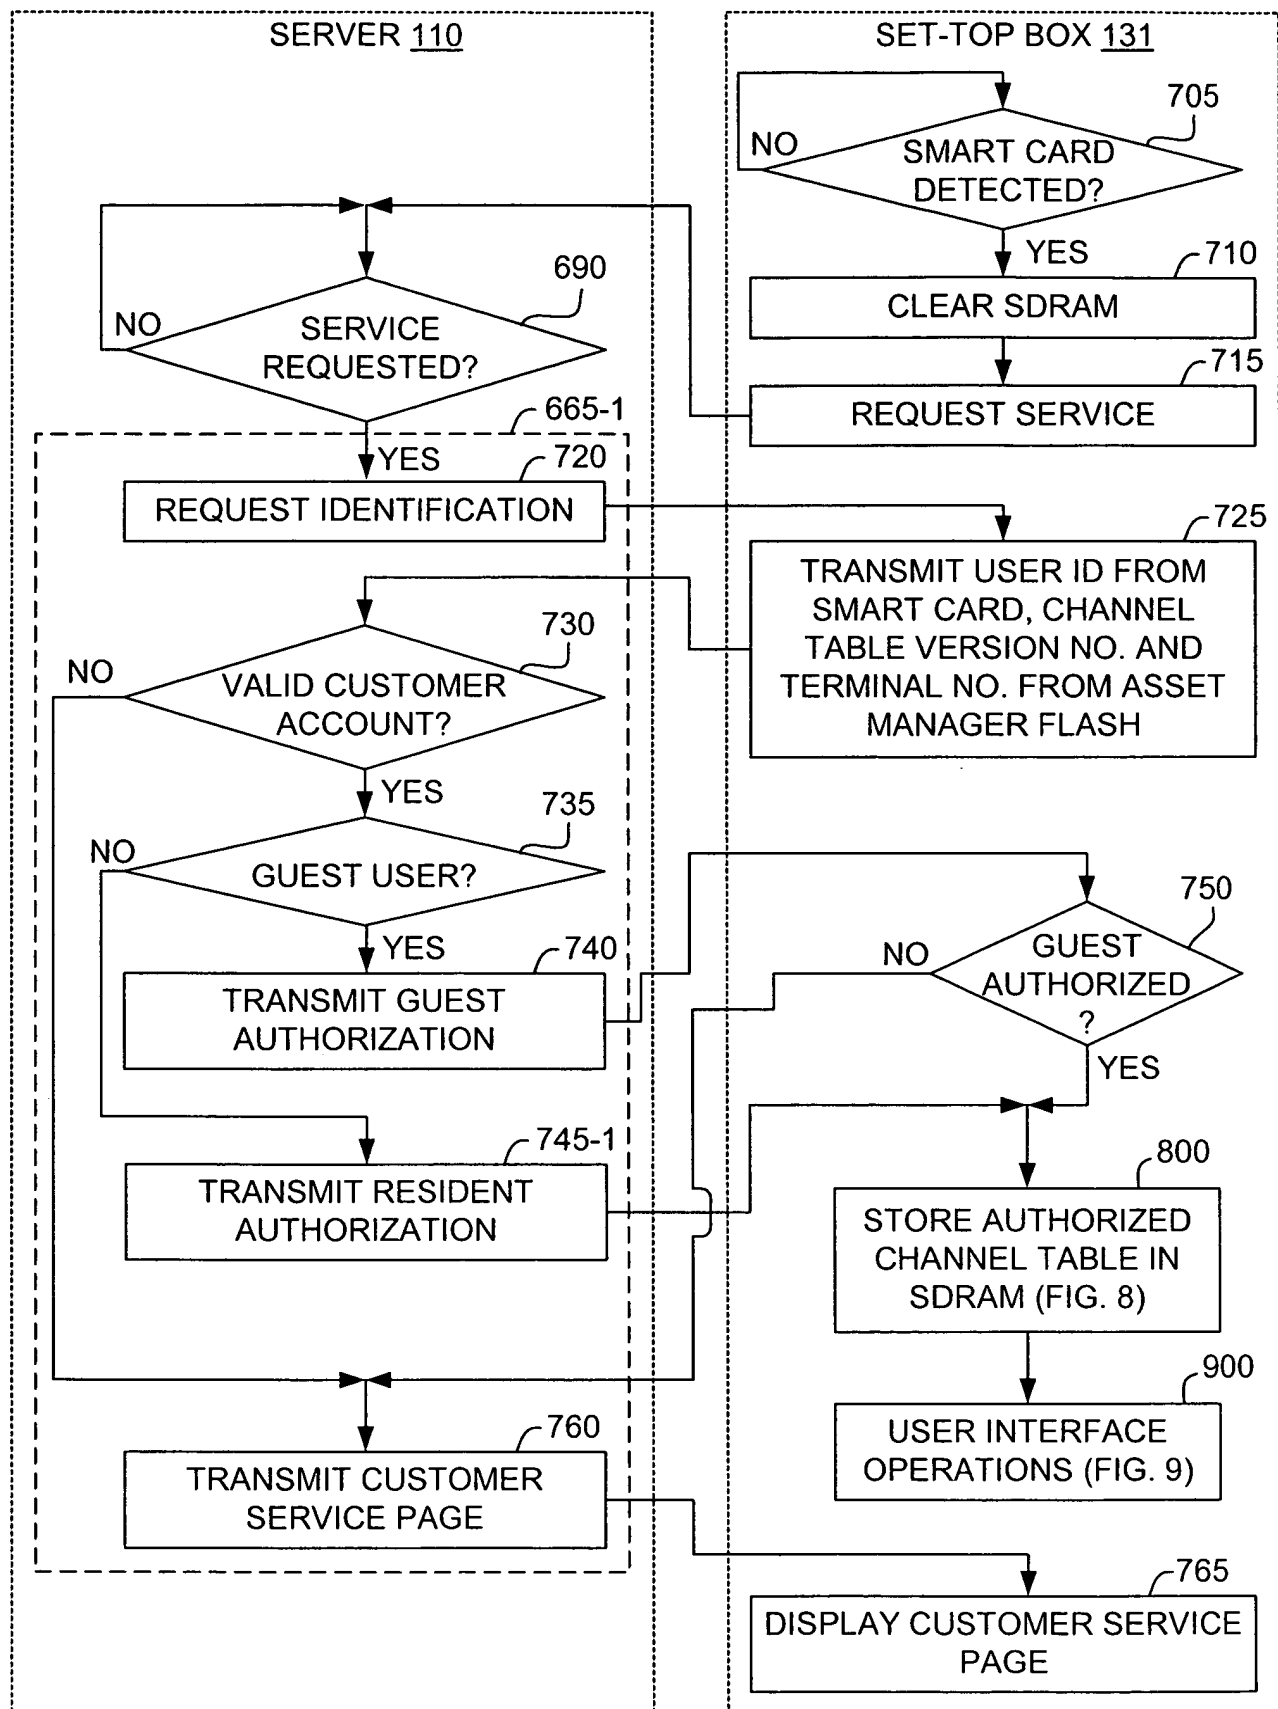 SERVER 110
SET-TOP BOX 131
705
NO
SMART CARD
DETECTED?
YES
710
CLEAR SDRAM
715
REQUEST SERVICE
690
NO
SERVICE
REQUESTED?
665-1
YES
720
REQUEST IDENTIFICATION
725
TRANSMIT USER ID FROM
SMART CARD, CHANNEL
TABLE VERSION NO. AND
TERMINAL NO. FROM ASSET
MANAGER FLASH
730
NO
VALID CUSTOMER
ACCOUNT?
YES
735
NO
GUEST USER?
YES
740
TRANSMIT GUEST
AUTHORIZATION
750
NO
GUEST
AUTHORIZED
?
YES
745-1
TRANSMIT RESIDENT
AUTHORIZATION
800
STORE AUTHORIZED
CHANNEL TABLE IN
SDRAM (FIG. 8)
900
USER INTERFACE
OPERATIONS (FIG. 9)
760
TRANSMIT CUSTOMER
SERVICE PAGE
765
DISPLAY CUSTOMER SERVICE
PAGE